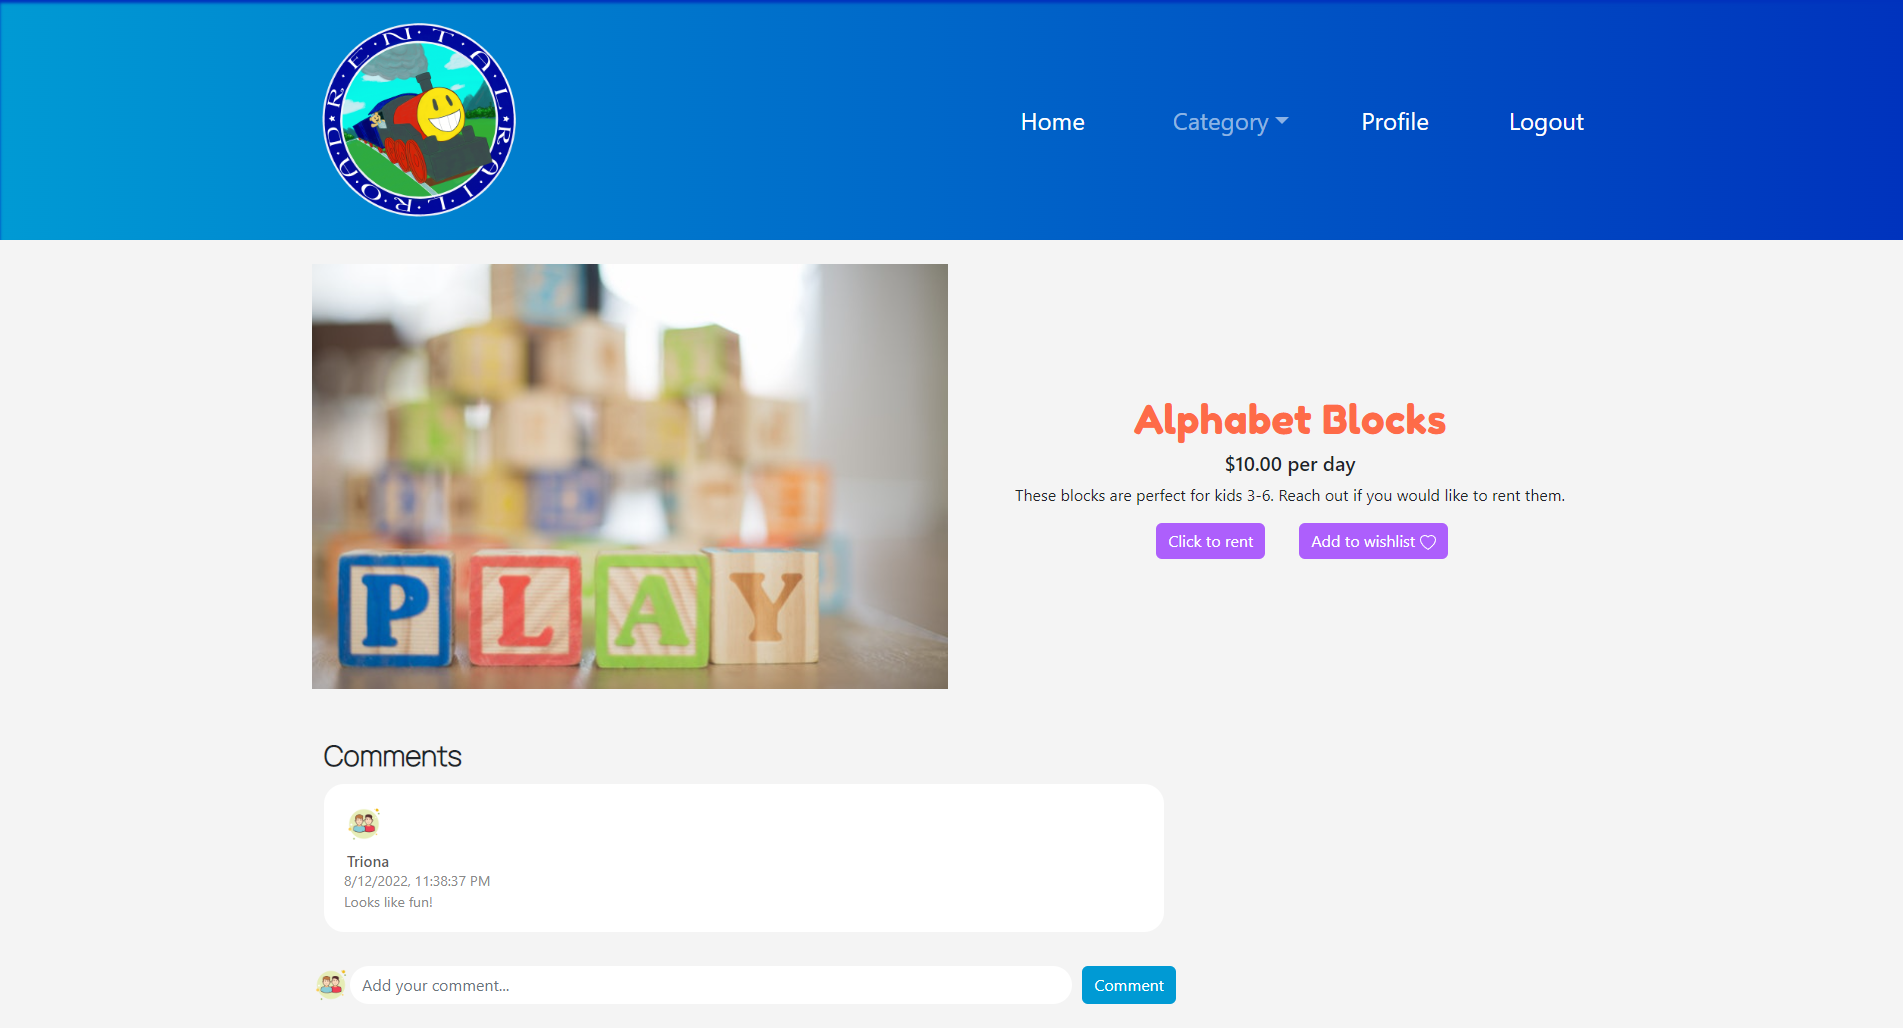 R·E·N·T·A·L R·A·I·L·R·O·A·D
Home
Category
Profile
Logout
P L A Y
Alphabet Blocks
$10.00 per day
These blocks are perfect for kids 3-6. Reach out if you would like to rent them.
Click to rent
Add to wishlist
Comments
Triona
8/12/2022, 11:38:37 PM
Looks like fun!
Add your comment...
Comment